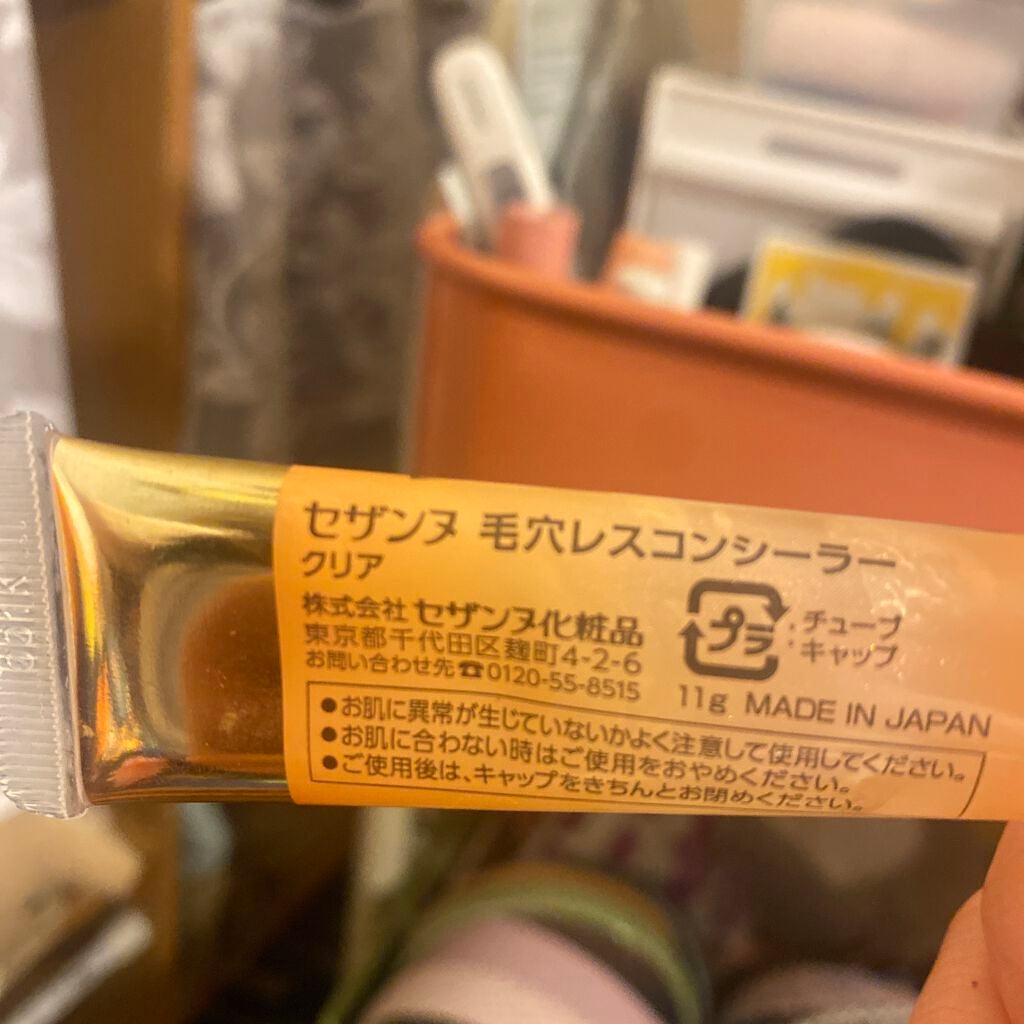 セザンヌ 毛穴レスコンシーラー
クリア
株式会社 セザンヌ化粧品
東京都千代田区麹町4-2-6
お問い合わせ先☎0120-55-8515
プラ
:チューブ
:キャップ
11g MADE IN JAPAN
●お肌に異常が生じていないかよく注意して使用してください。
●お肌に合わない時はご使用をおやめください。
●ご使用後は、キャップをきちんとお閉めください。